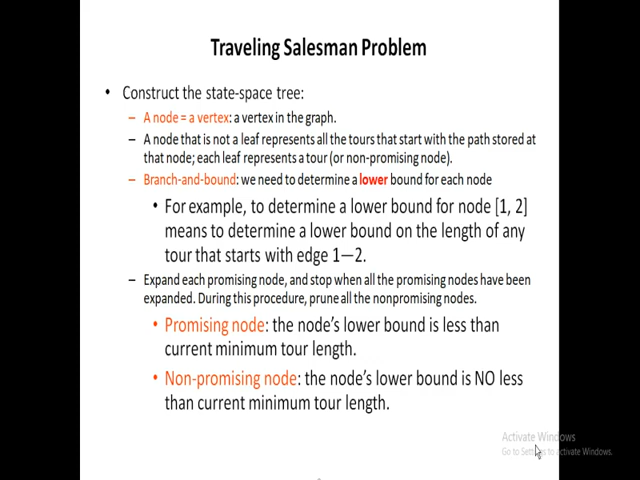 Traveling Salesman Problem
• Construct the state-space tree:
– A node = a vertex: a vertex in the graph.
– A node that is not a leaf represents all the tours that start with the path stored at
that node; each leaf represents a tour (or non-promising node).
– Branch-and-bound: we need to determine a lower bound for each node
• For example, to determine a lower bound for node [1, 2]
means to determine a lower bound on the length of any
tour that starts with edge 1—2.
– Expand each promising node, and stop when all the promising nodes have been
expanded. During this procedure, prune all the nonpromising nodes.
• Promising node: the node's lower bound is less than
current minimum tour length.
• Non-promising node: the node's lower bound is NO less
than current minimum tour length.
Activate Windows
Go to Settings to activate Windows.